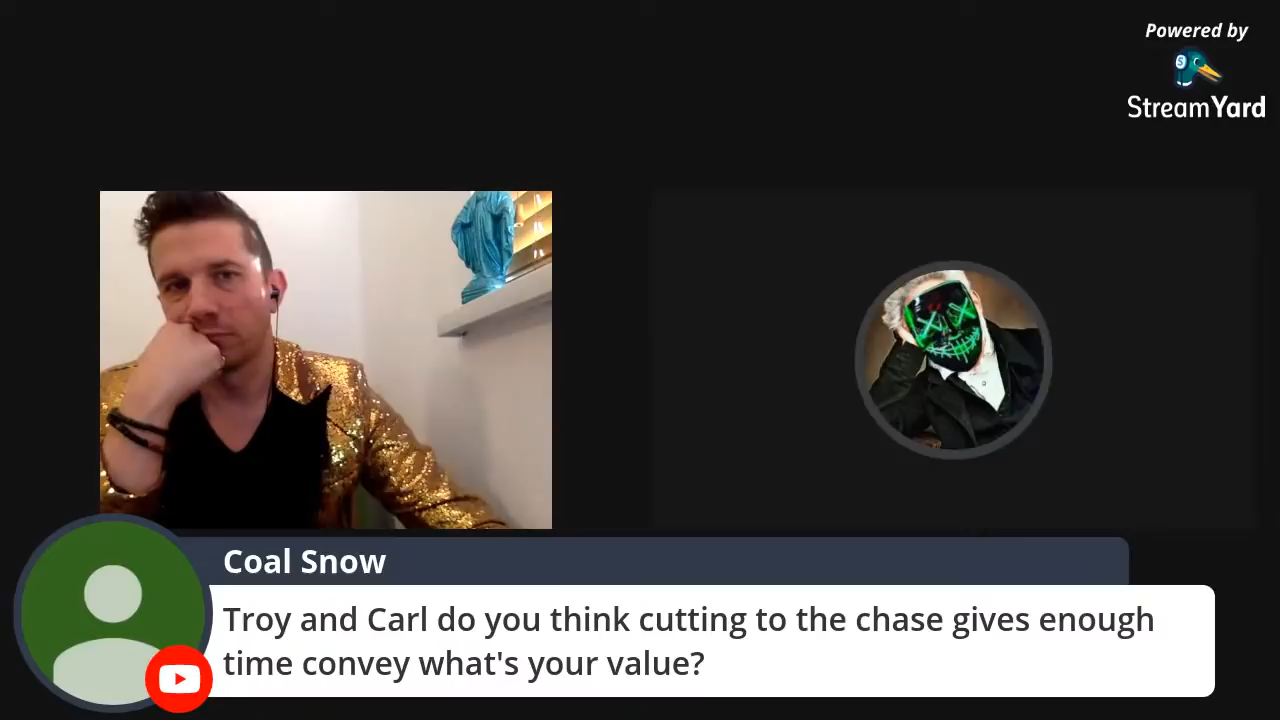 Powered by
StreamYard
Coal Snow
Troy and Carl do you think cutting to the chase gives enough
time convey what's your value?